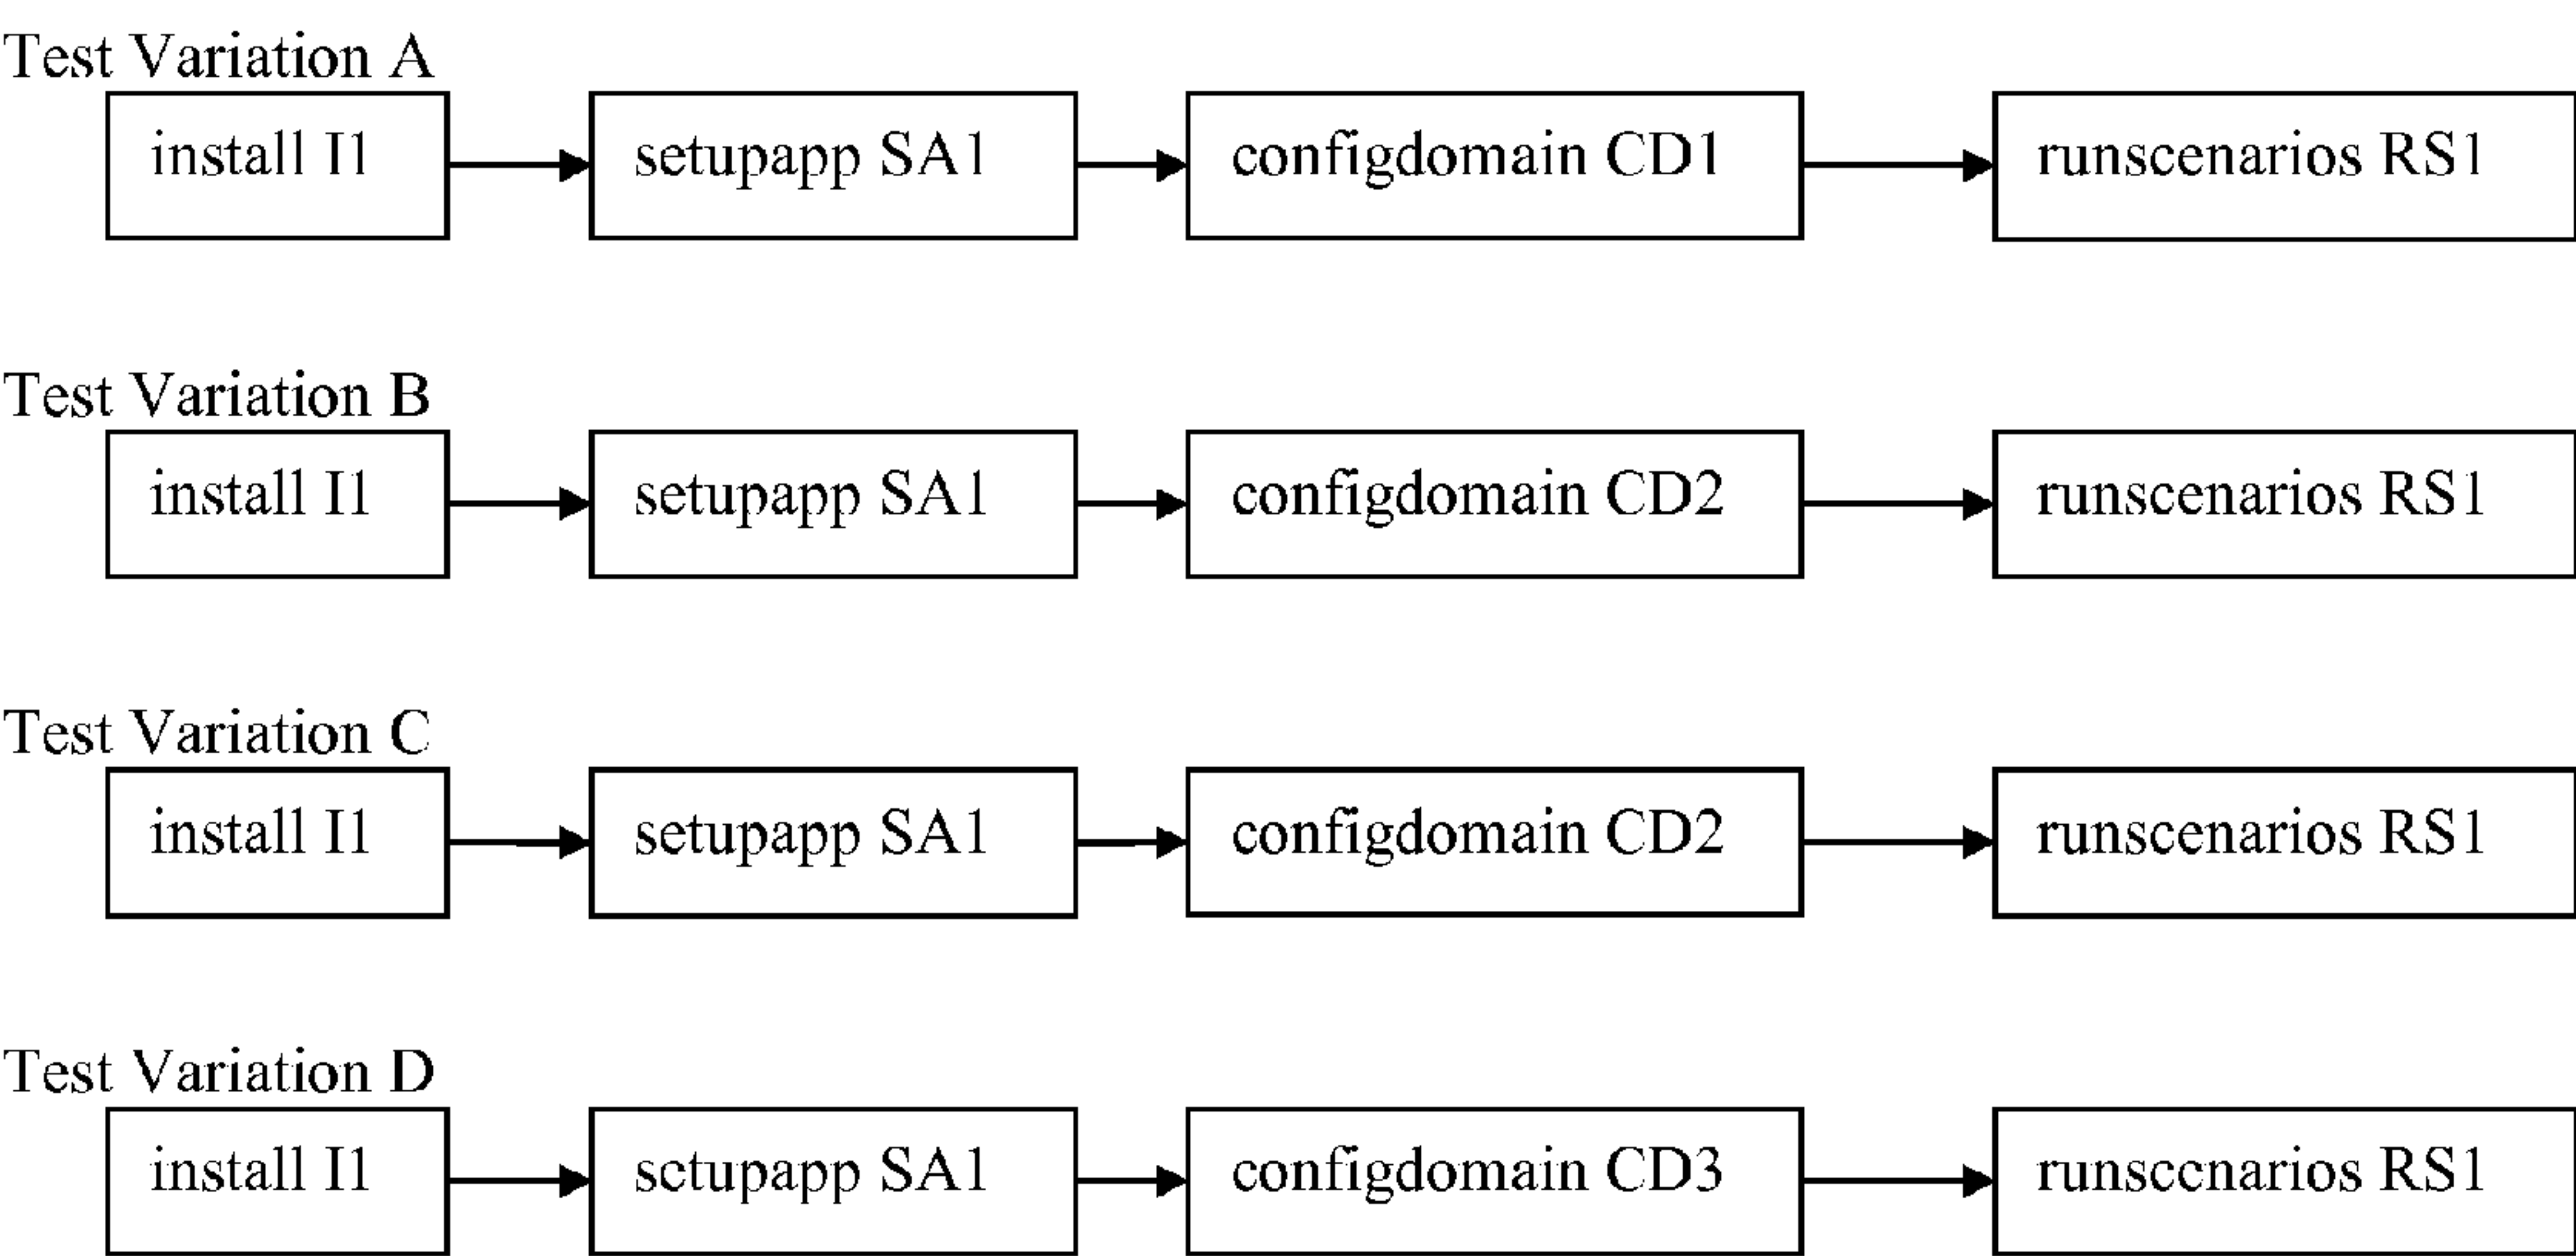 Test Variation A
install I1
setupapp SA1
configdomain CD1
runscenarios RS1
Test Variation B
install I1
setupapp SA1
configdomain CD2
runscenarios RS1
Test Variation C
install I1
setupapp SA1
configdomain CD2
runscenarios RS1
Test Variation D
install I1
setupapp SA1
configdomain CD3
runscenarios RS1